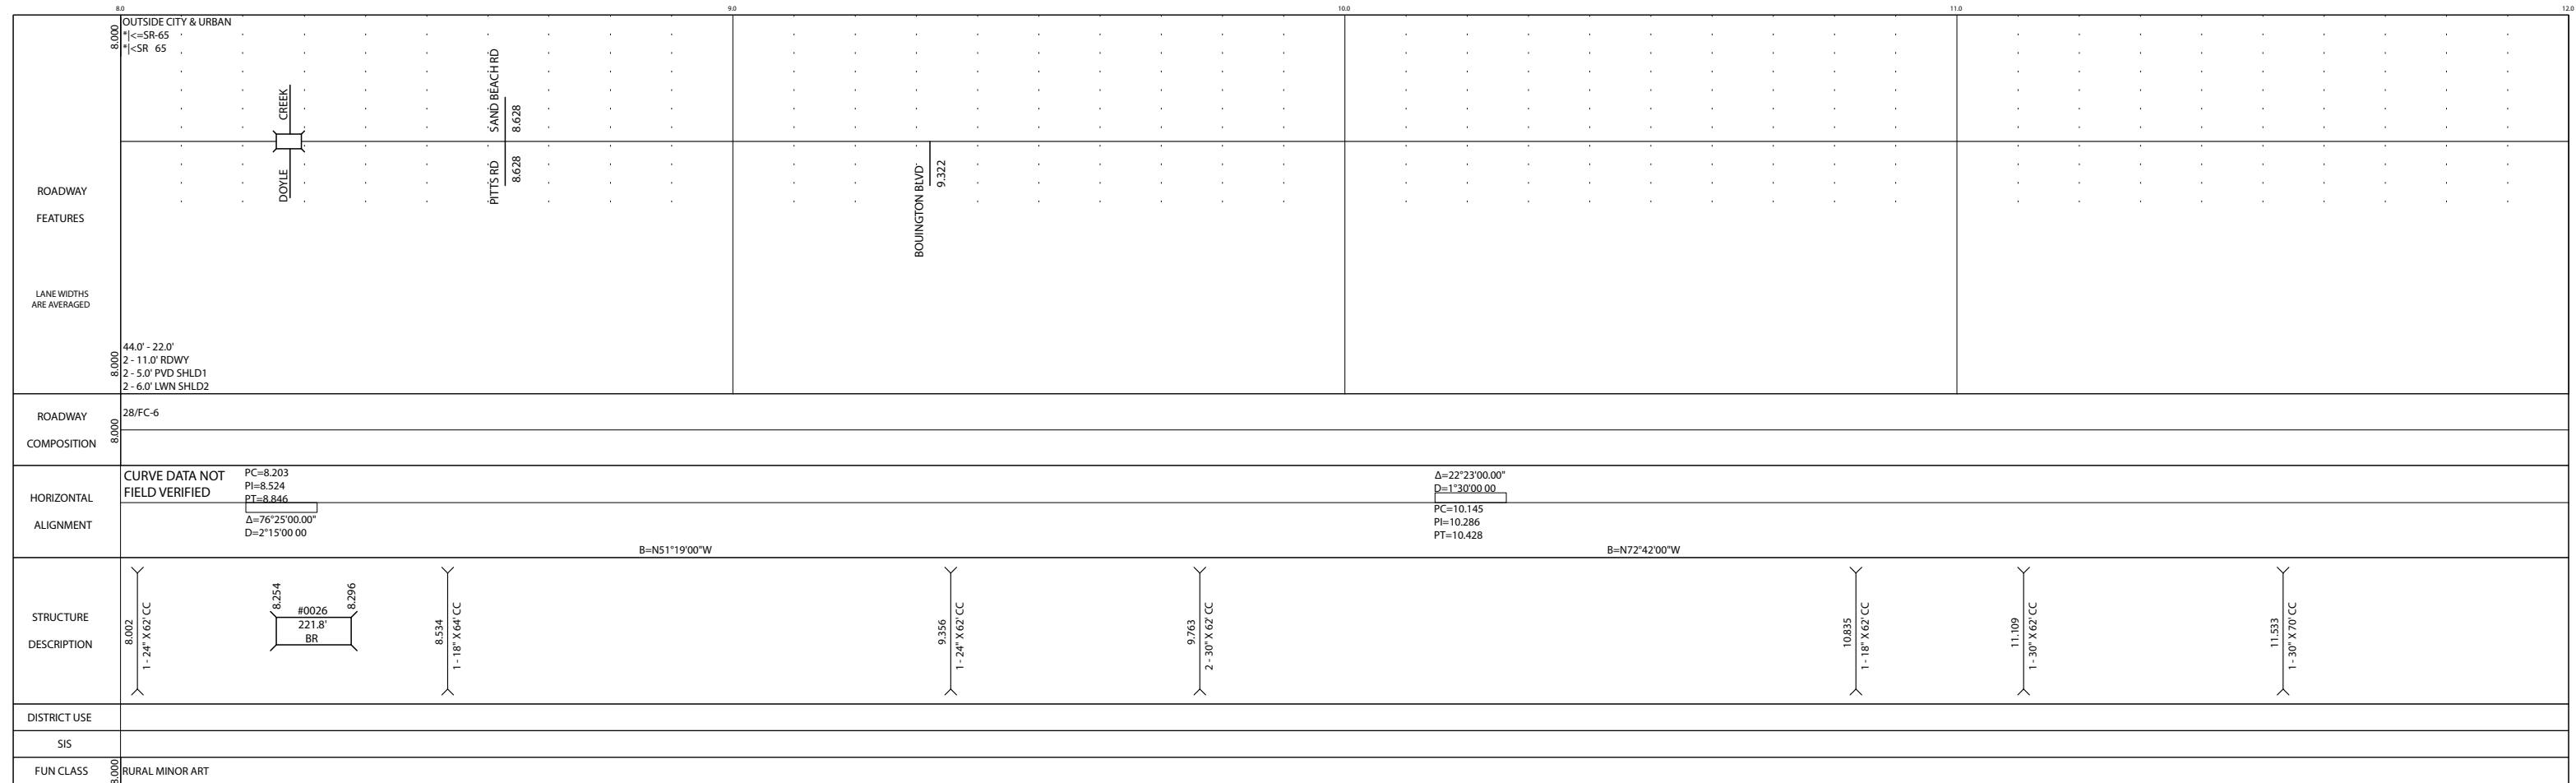 8.0
9.0
10.0
11.0
12.0
8.000
OUTSIDE CITY & URBAN
*|<=SR-65
*|<SR 65
CREEK
DOYLE
SAND BEACH RD
8.628
PITTS RD
8.628
BOUINGTON BLVD
9.322
ROADWAY
FEATURES
LANE WIDTHS
ARE AVERAGED
8.000
44.0' - 22.0'
2 - 11.0' RDWY
2 - 5.0' PVD SHLD1
2 - 6.0' LWN SHLD2
ROADWAY
COMPOSITION
8.000
28/FC-6
HORIZONTAL
ALIGNMENT
CURVE DATA NOT
FIELD VERIFIED
PC=8.203
PI=8.524
PT=8.846
Δ=76°25'00.00"
D=2°15'00 00
B=N51°19'00"W
Δ=22°23'00.00"
D=1°30'00 00
PC=10.145
PI=10.286
PT=10.428
B=N72°42'00"W
STRUCTURE
DESCRIPTION
8.002
1 - 24" X 62' CC
8.254
8.296
#0026
221.8'
BR
8.534
1 - 18" X 64' CC
9.356
1 - 24" X 62' CC
9.763
2 - 30" X 62' CC
10.835
1 - 18" X 62' CC
11.109
1 - 30" X 62' CC
11.533
1 - 30" X 70' CC
DISTRICT USE
SIS
FUN CLASS
8.000
RURAL MINOR ART